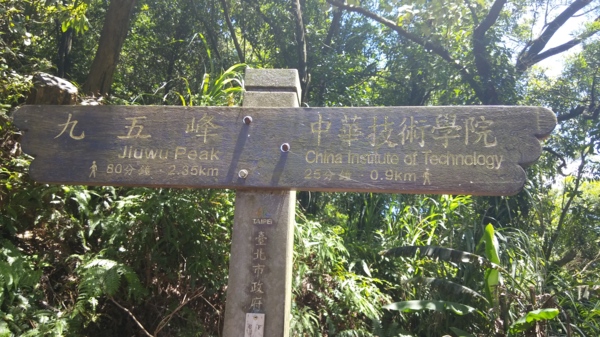 九五峰
Jiuwu Peak
80分鐘・2.35km
中華技術學院
China Institute of Technology
25分鐘・0.9km
TAIPEI
臺北市政府